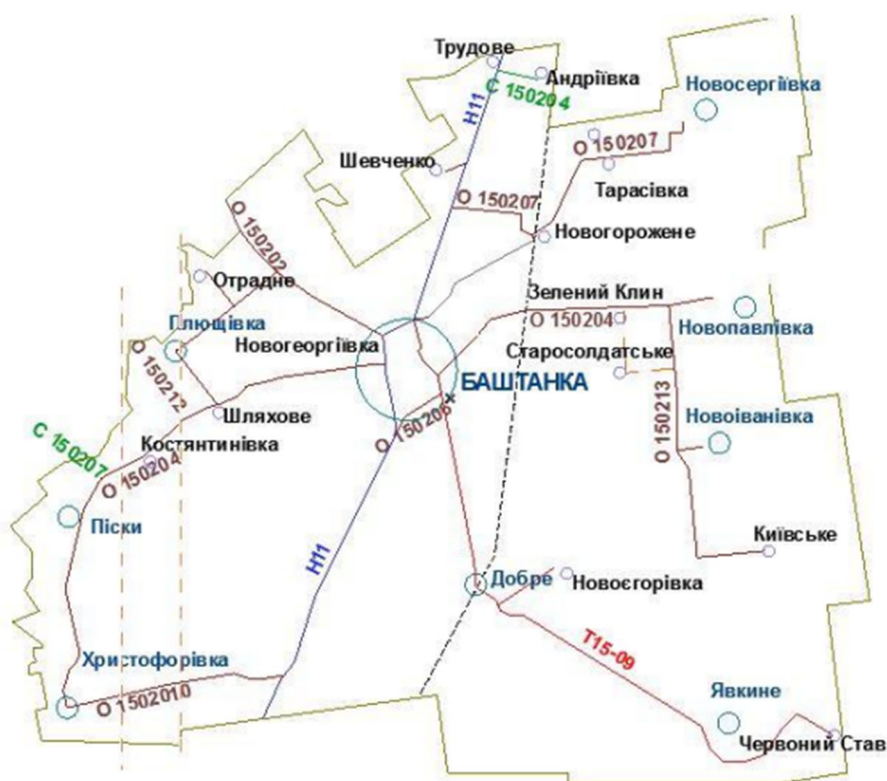 Трудове
Андріївка
С 150204
Н11
Новосергіївка
О 150207
Шевченко
Тарасівка
О 150207
Новогорожене
О 150202
Отрадне
Зелений Клин
О 150204
Плющівка
Новогеоргіївка
Новопавлівка
Старосолдатське
БАШТАНКА
О 150212
О 150206
Шляхове
О 150213
Новоіванівка
С 150207
Костянтинівка
О 150204
Піски
Київське
Н11
Добре
Новоєгорівка
Т15-09
Христофорівка
О 1502010
Явкине
Червоний Став